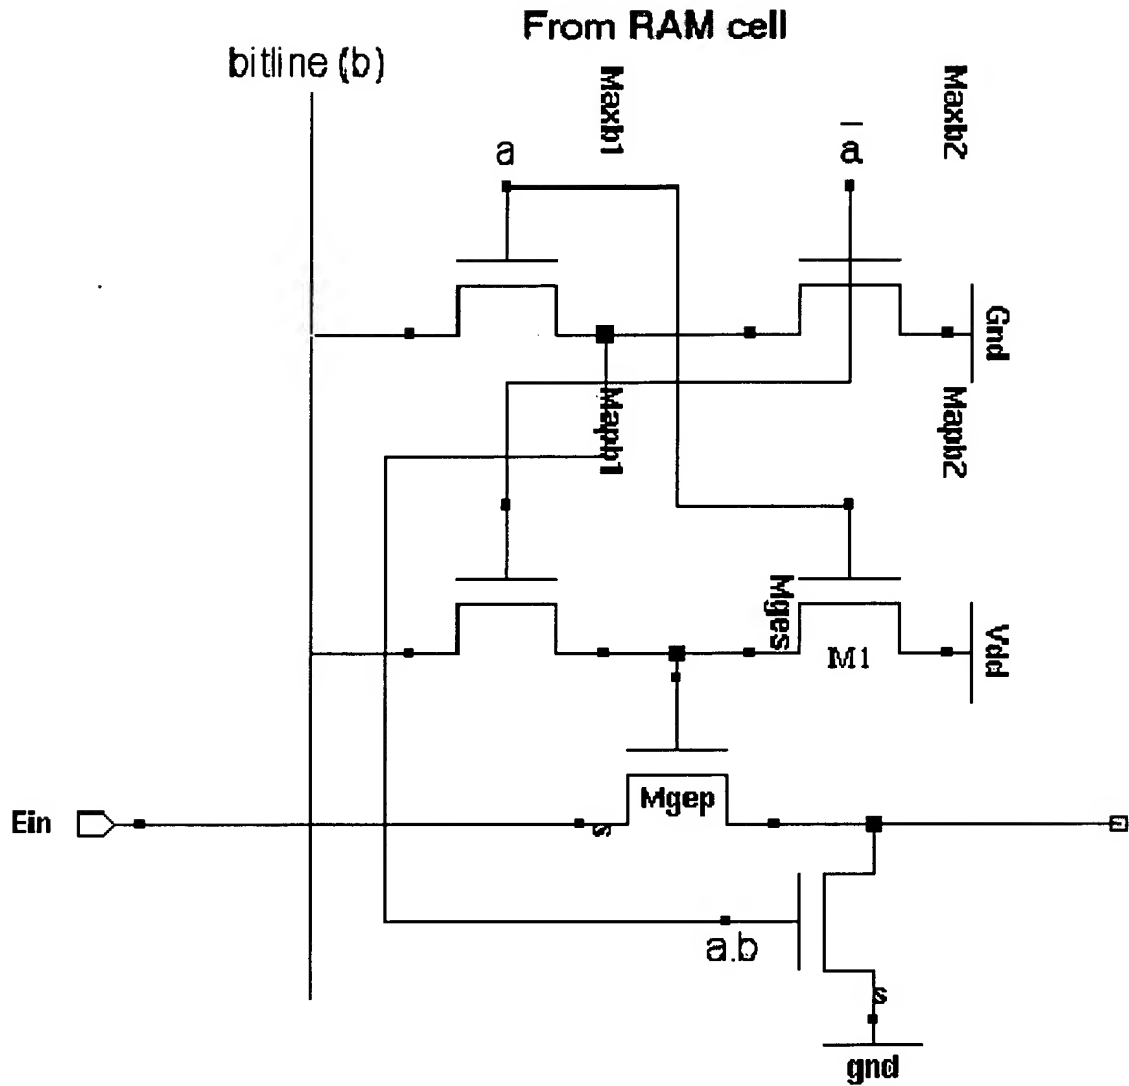 From RAM cell
bitline (b)
Maxb1
Maxb2
a
a̅
Gnd
Mapb1
Mapb2
Mges
M1
Vdd
Mgep
Ein
s
a.b
s
gnd